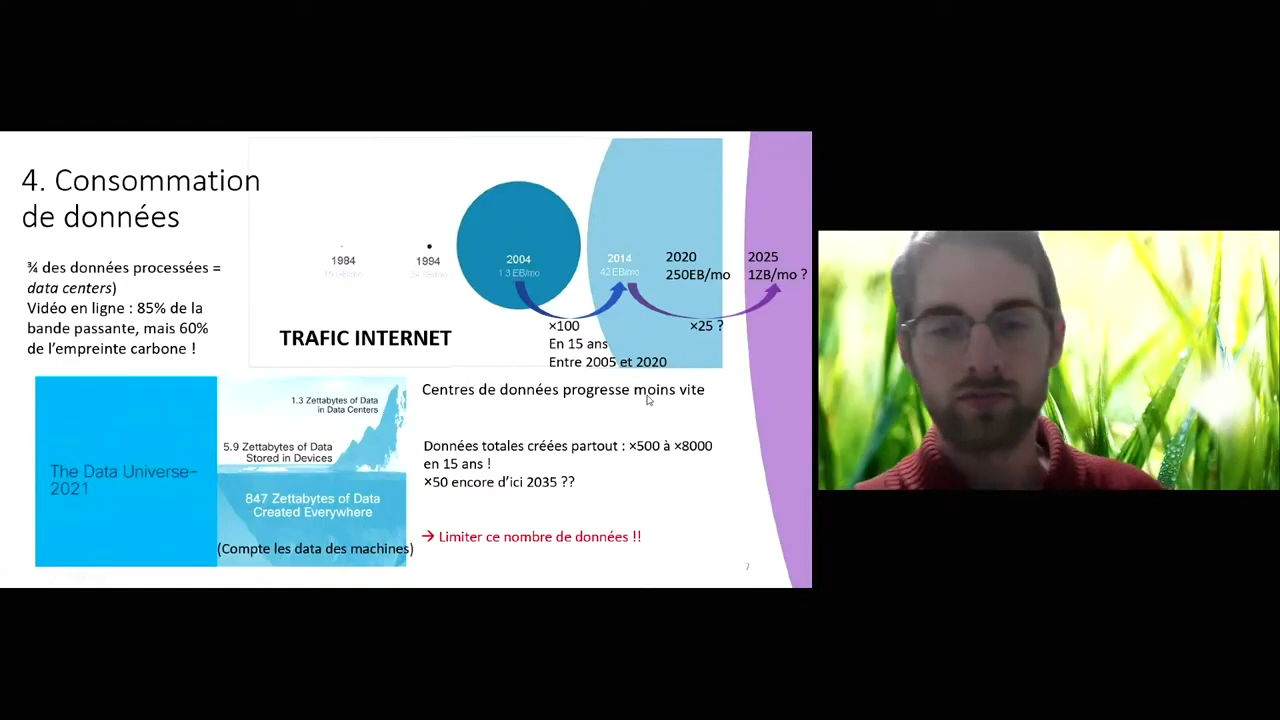 4. Consommation
de données
¾ des données processées =
data centers)
Vidéo en ligne : 85% de la
bande passante, mais 60%
de l'empreinte carbone !
1984
1994
2004
1.3 EB/mo
2014
42 EB/mo
2020
250EB/mo
2025
1ZB/mo ?
TRAFIC INTERNET
×100
En 15 ans
Entre 2005 et 2020
×25 ?
The Data Universe–
2021
1.3 Zettabytes of Data
in Data Centers
5.9 Zettabytes of Data
Stored in Devices
847 Zettabytes of Data
Created Everywhere
(Compte les data des machines)
Centres de données progresse moins vite
Données totales créées partout : ×500 à ×8000
en 15 ans !
×50 encore d'ici 2035 ??
→ Limiter ce nombre de données !!
7